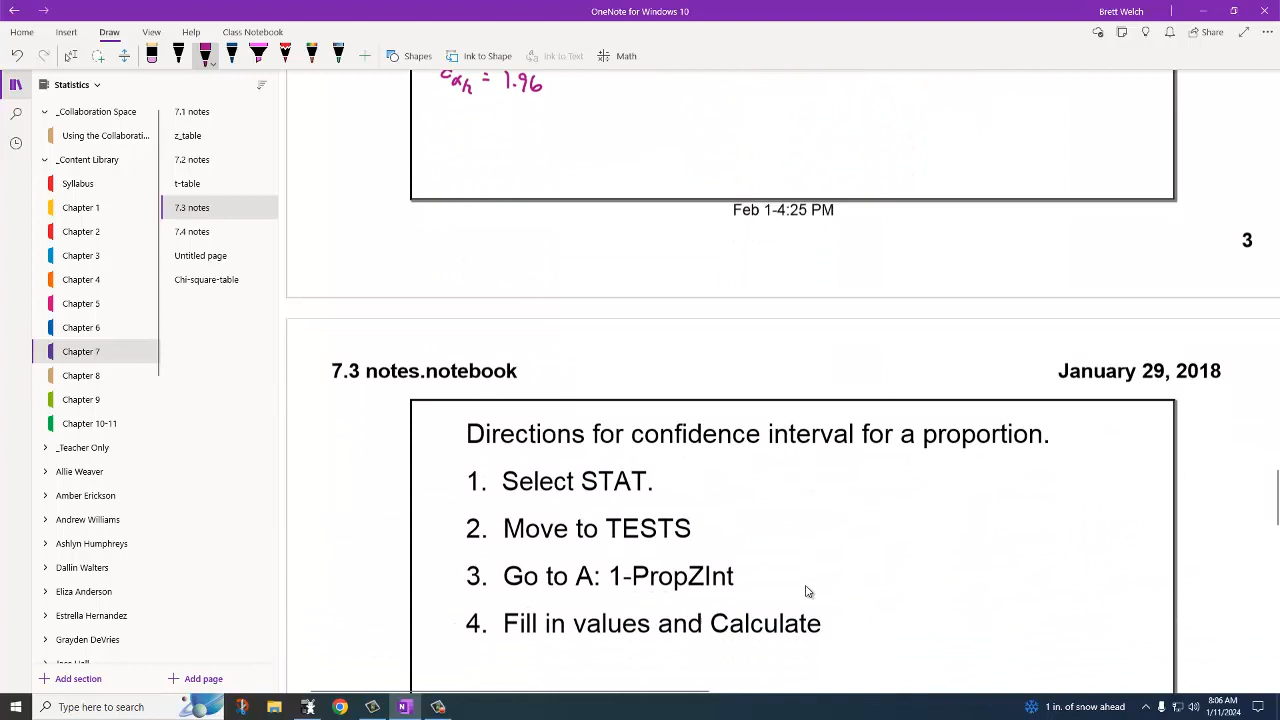 OneNote for Windows 10
Brett Welch
Home Insert Draw View Help Class Notebook
Share
Shapes Ink to Shape Ink to Text Math
Statistics
_Collaboration Space
Using the Collaborati...
_Content Library
Syllabus
Chapter 1
Chapter 2
Chapter 3
Chapter 4
Chapter 5
Chapter 6
Chapter 7
Chapter 8
Chapter 9
Chapter 10-11
_Teacher Only
Allie Weaver
Amber Erickson
Andrew Williams
Ashlyn Humphreys
Dallin Walters
Eliza Anderson
Estrella Hernandez
Grayden DeVries
Add section
7.1 notes
z_table
7.2 notes
t-table
7.3 notes
7.4 notes
Untitled page
Chi-square-table
Add page
= 1.96
Feb 1-4:25 PM
3
7.3 notes.notebook
January 29, 2018
Directions for confidence interval for a proportion.
1. Select STAT.
2. Move to TESTS
3. Go to A: 1-PropZInt
4. Fill in values and Calculate
Type here to search
1 in. of snow ahead
8:06 AM
1/11/2024